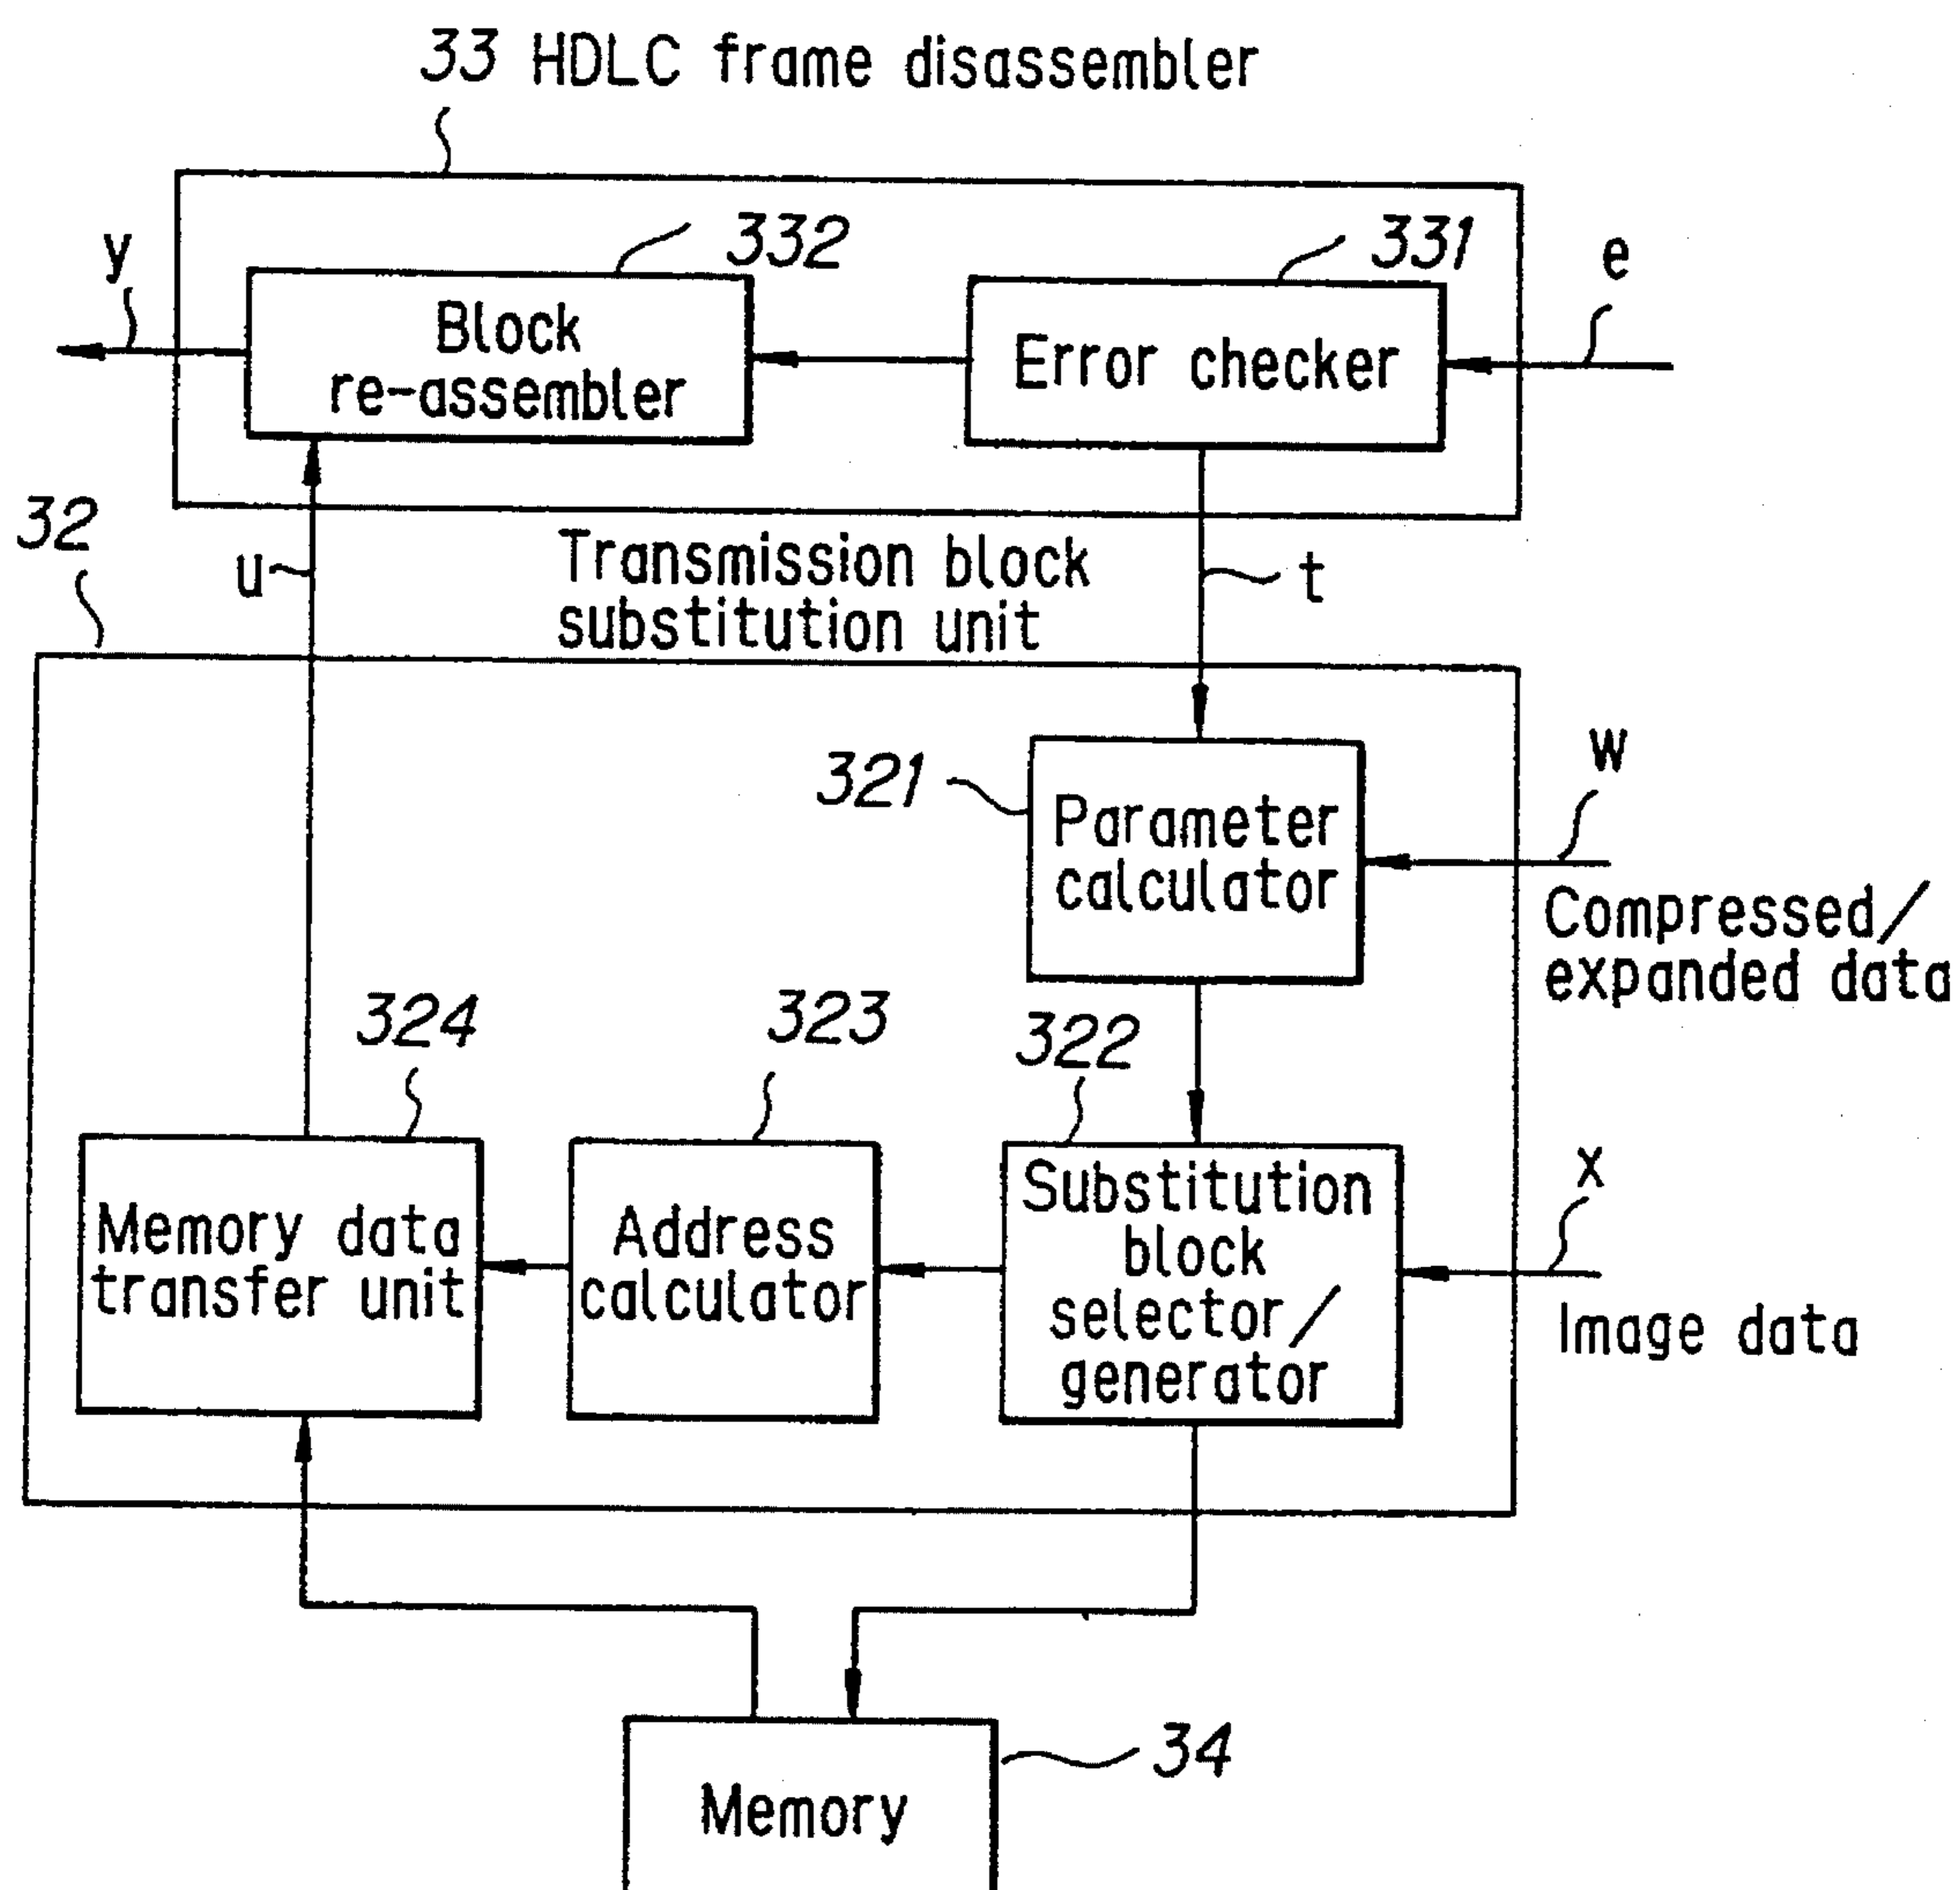 33 HDLC frame disassembler
332
331
y
e
Block
re-assembler
Error checker
32
u
Transmission block
substitution unit
t
321
w
Parameter
calculator
Compressed/
expanded data
324
323
322
x
Memory data
transfer unit
Address
calculator
Substitution
block
selector/
generator
Image data
34
Memory